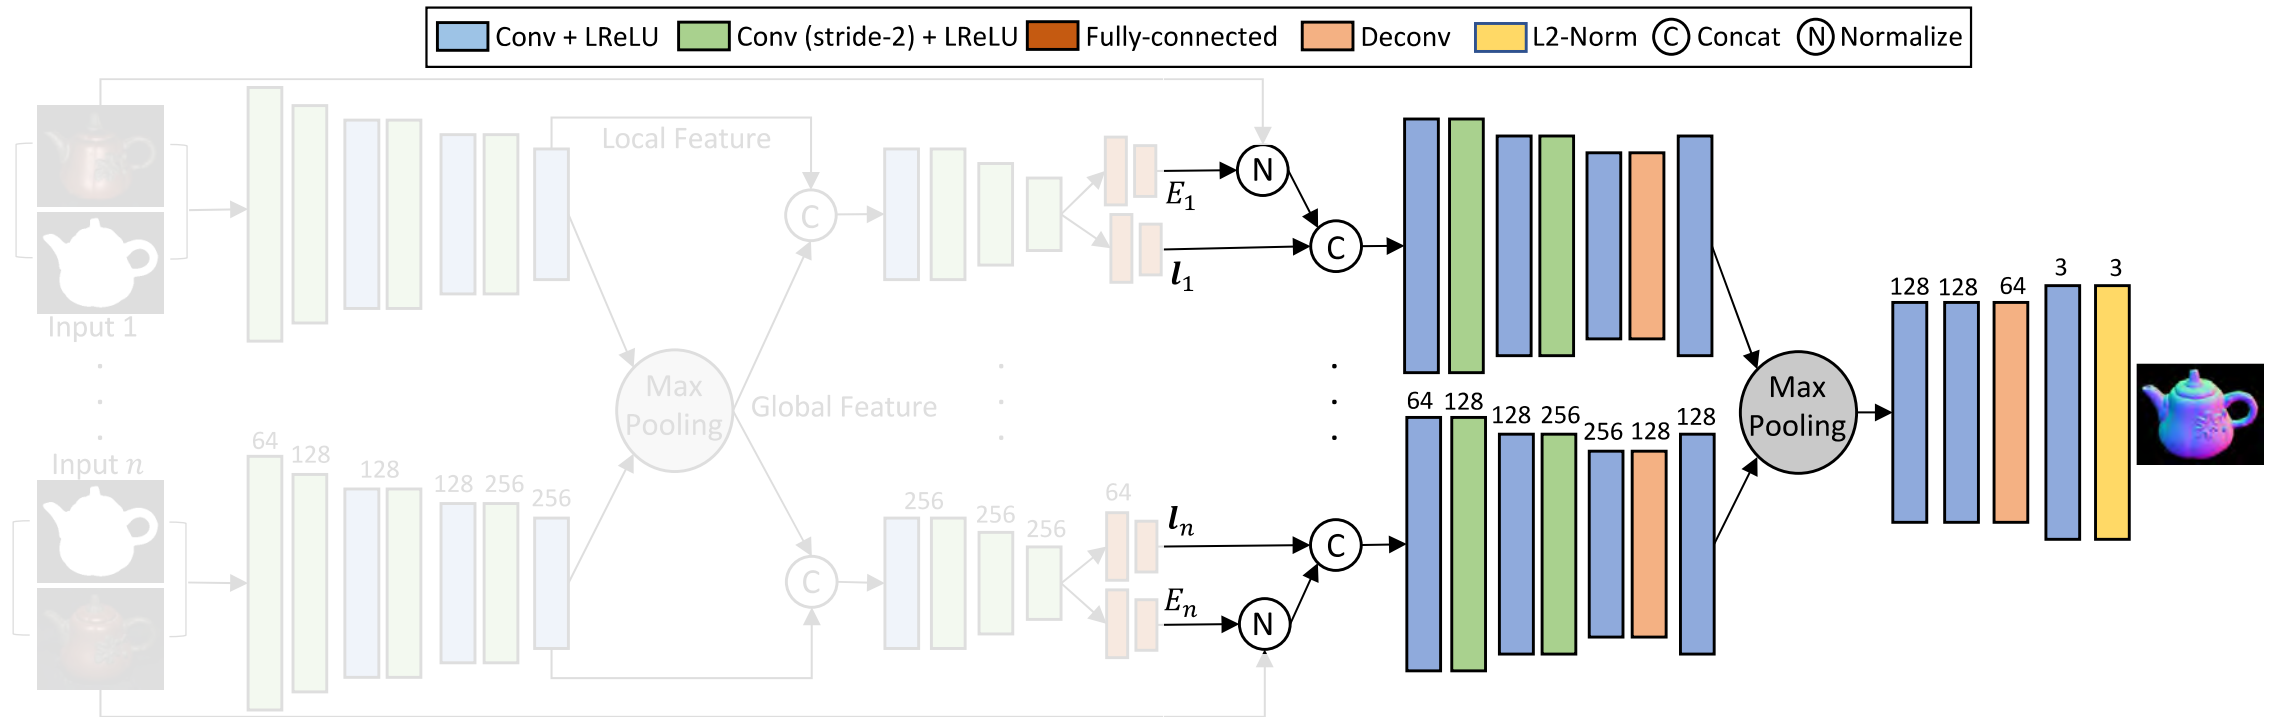 Conv + LReLU Conv (stride-2) + LReLU Fully-connected Deconv L2-Norm C Concat N Normalize
Local Feature
N
E₁
C
C
l₁
Input 1
3 3
128 128 64
Max
Pooling
Global Feature
Max
Pooling
64 128 128 256 256 128 128
Input n
64 128 128 128 256 256
256 256 256 64
lₙ
C
C
Eₙ
N